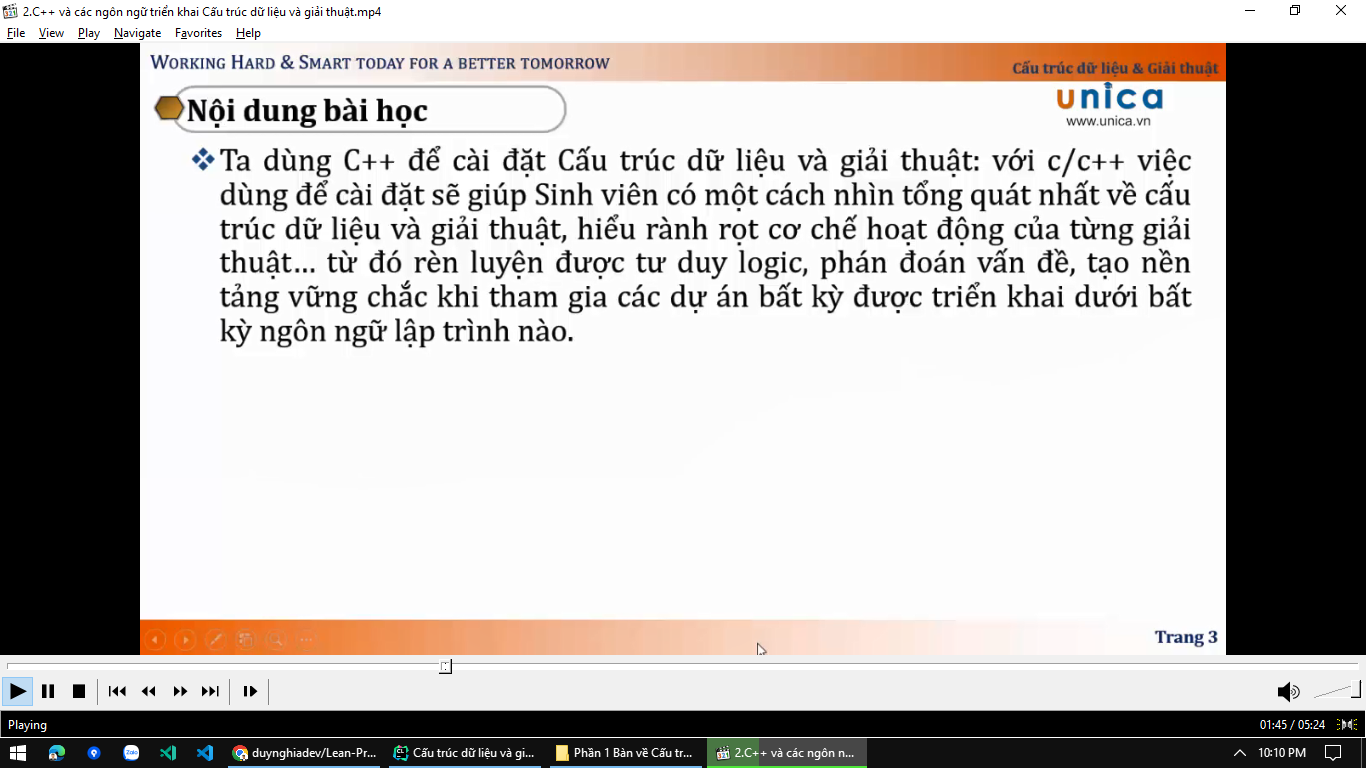 2.C++ và các ngôn ngữ triển khai Cấu trúc dữ liệu và giải thuật.mp4
File View Play Navigate Favorites Help
WORKING HARD & SMART TODAY FOR A BETTER TOMORROW
Cấu trúc dữ liệu & Giải thuật
Nội dung bài học
unica
www.unica.vn
Ta dùng C++ để cài đặt Cấu trúc dữ liệu và giải thuật: với c/c++ việc
dùng để cài đặt sẽ giúp Sinh viên có một cách nhìn tổng quát nhất về cấu
trúc dữ liệu và giải thuật, hiểu rành rọt cơ chế hoạt động của từng giải
thuật... từ đó rèn luyện được tư duy logic, phán đoán vấn đề, tạo nền
tảng vững chắc khi tham gia các dự án bất kỳ được triển khai dưới bất
kỳ ngôn ngữ lập trình nào.
Trang 3
Playing
01:45 / 05:24
Zalo
duynghiadev/Lean-Pr...
Cấu trúc dữ liệu và gi...
Phần 1 Bàn về Cấu tr...
2.C++ và các ngôn n...
10:10 PM